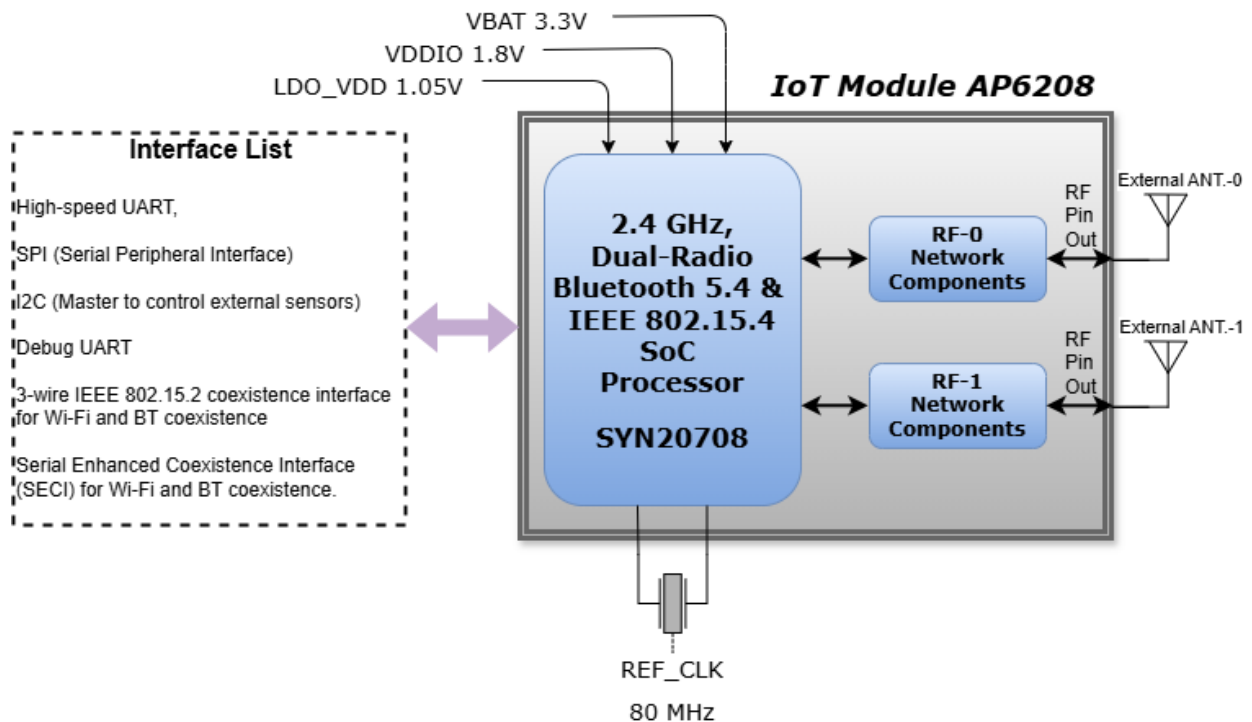 VBAT 3.3V
VDDIO 1.8V
LDO_VDD 1.05V
IoT Module AP6208
Interface List
High-speed UART,
SPI (Serial Peripheral Interface)
I2C (Master to control external sensors)
Debug UART
3-wire IEEE 802.15.2 coexistence interface
for Wi-Fi and BT coexistence
Serial Enhanced Coexistence Interface
(SECI) for Wi-Fi and BT coexistence.
2.4 GHz,
Dual-Radio
Bluetooth 5.4 &
IEEE 802.15.4
SoC
Processor
SYN20708
RF-0
Network
Components
RF
Pin
Out
External ANT.-0
RF-1
Network
Components
RF
Pin
Out
External ANT.-1
REF_CLK
80 MHz